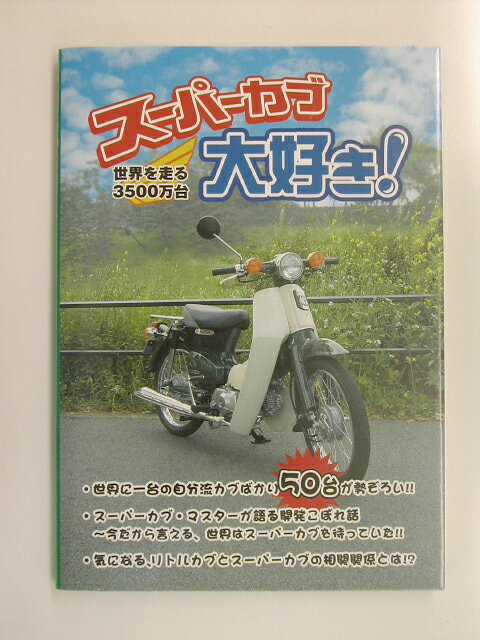 スーパーカブ
大好き!
世界を走る
3500万台
・世界に一台の自分流カブばかり50台が勢ぞろい!!
・スーパーカブ・マスターが語る開発こぼれ話
〜今だから言える、世界はスーパーカブを待っていた!!
・気になる、リトルカブとスーパーカブの相関関係とは!?